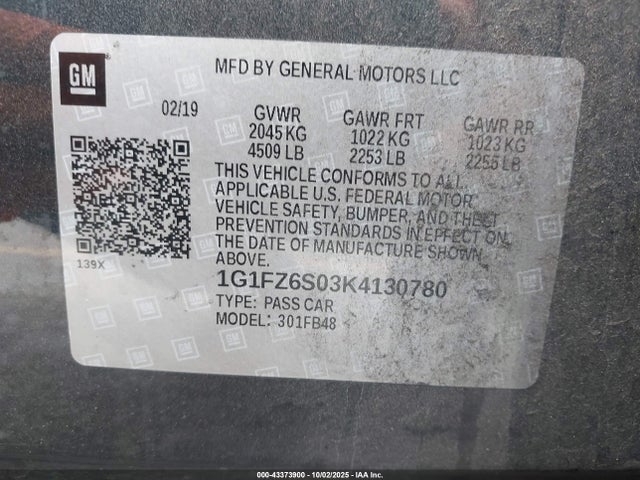 GM
MFD BY GENERAL MOTORS LLC
02/19 GVWR GAWR FRT GAWR RR
2045 KG 1022 KG 1023 KG
4509 LB 2253 LB 2255 LB
THIS VEHICLE CONFORMS TO ALL
APPLICABLE U.S. FEDERAL MOTOR
VEHICLE SAFETY, BUMPER, AND THEFT
PREVENTION STANDARDS IN EFFECT ON
THE DATE OF MANUFACTURE SHOWN
ABOVE.
139X
1G1FZ6S03K4130780
TYPE: PASS CAR
MODEL: 301FB48
000-43373900 - 10/02/2025 - IAA Inc.